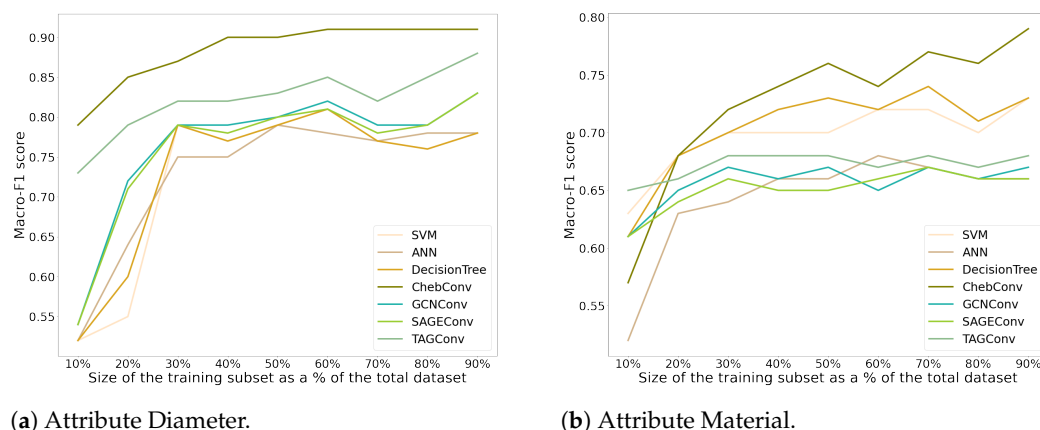 0.90
0.85
0.80
0.75
0.70
0.65
0.60
0.55
Macro-F1 score
SVM
ANN
DecisionTree
ChebConv
GCNConv
SAGEConv
TAGConv
10% 20% 30% 40% 50% 60% 70% 80% 90%
Size of the training subset as a % of the total dataset
(a) Attribute Diameter.
0.80
0.75
0.70
0.65
0.60
0.55
Macro-F1 score
SVM
ANN
DecisionTree
ChebConv
GCNConv
SAGEConv
TAGConv
10% 20% 30% 40% 50% 60% 70% 80% 90%
Size of the training subset as a % of the total dataset
(b) Attribute Material.